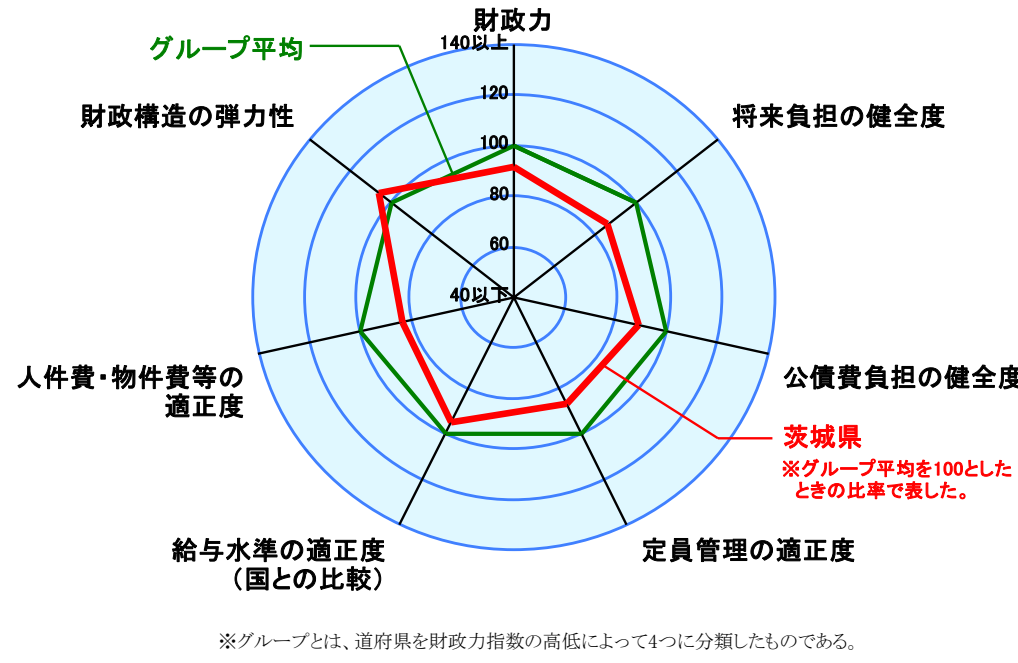 財政力
140以上
グループ平均
120
財政構造の弾力性
将来負担の健全度
100
80
60
40以下
人件費・物件費等の
適正度
公債費負担の健全度
茨城県
※グループ平均を100とした
ときの比率で表した。
給与水準の適正度
（国との比較）
定員管理の適正度
※グループとは、道府県を財政力指数の高低によって4つに分類したものである。